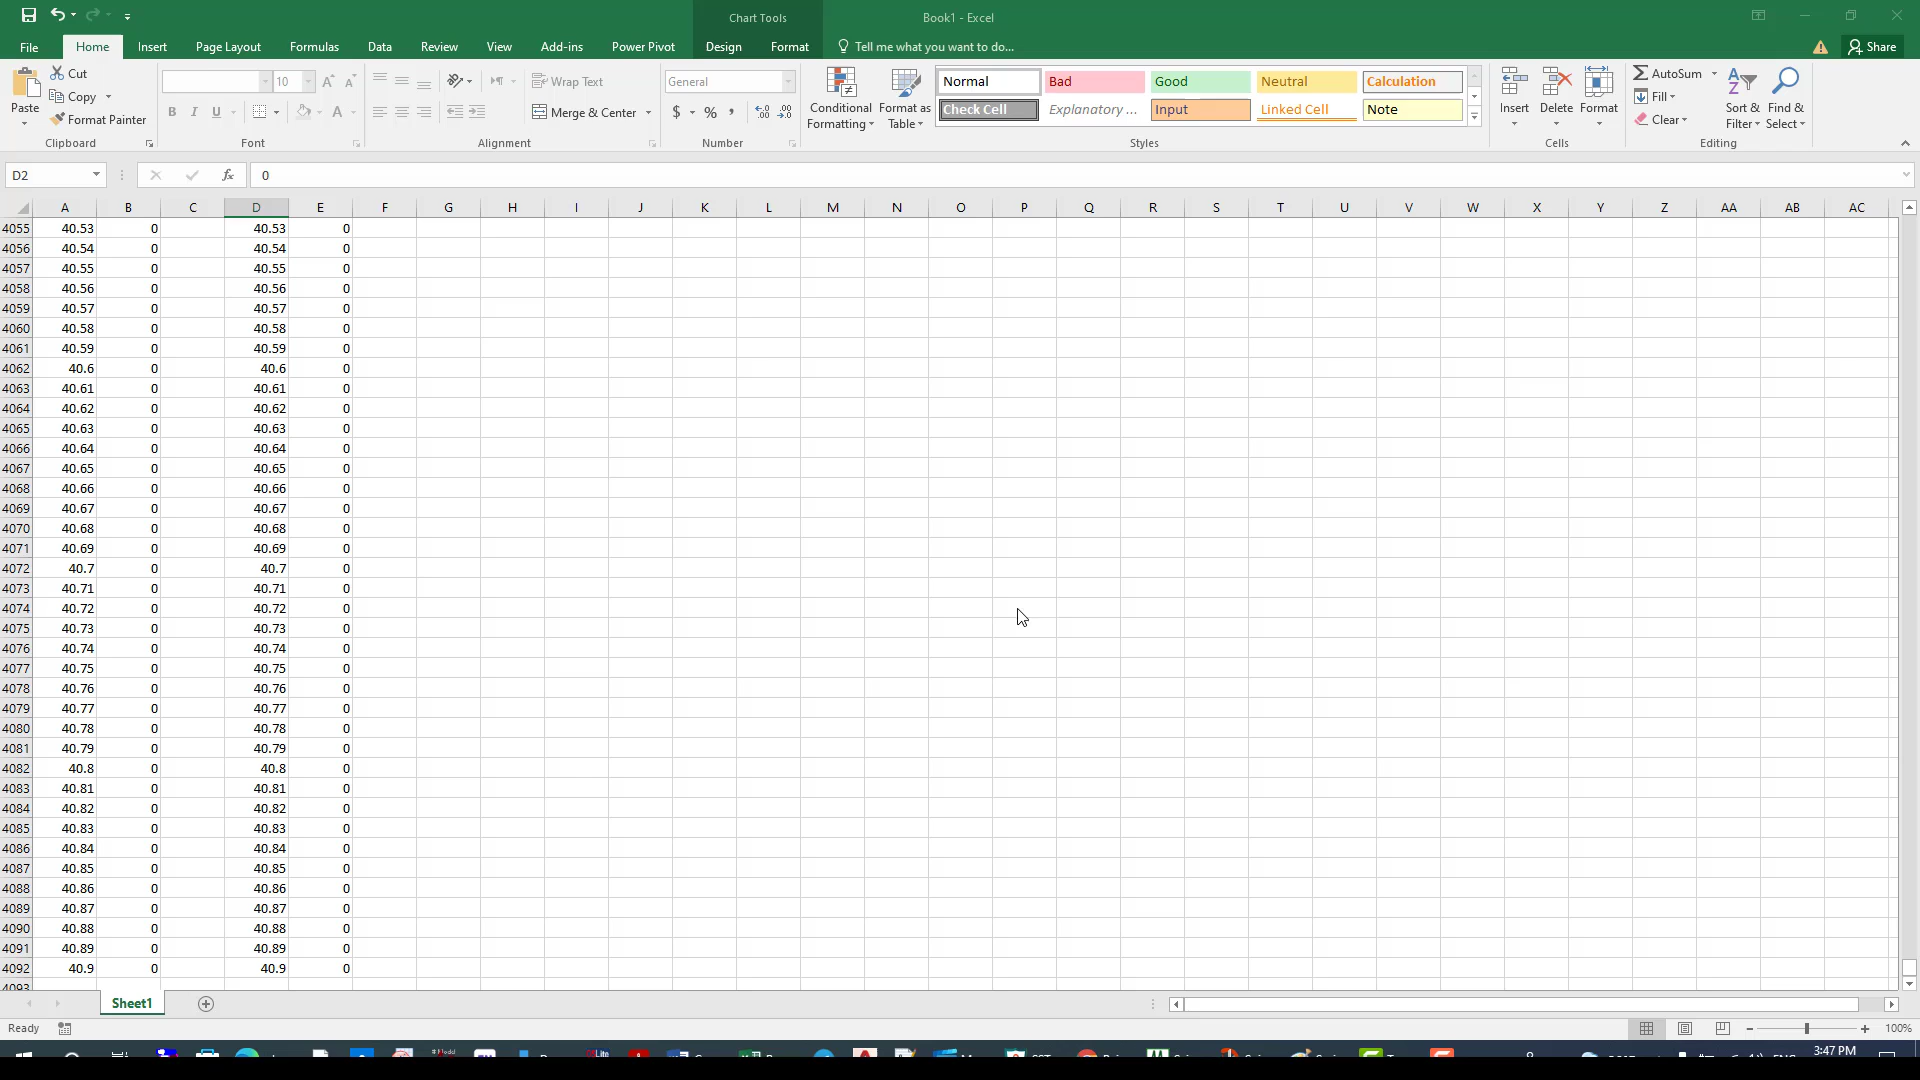 Chart Tools
Book1 - Excel
File Home Insert Page Layout Formulas Data Review View Add-ins Power Pivot Design Format Tell me what you want to do... Share
Paste
Cut
Copy
Format Painter
Clipboard
10
B I U A
Font
Wrap Text
Merge & Center
Alignment
General
$ % ,
Number
Conditional Formatting
Format as Table
Normal Bad Good Neutral Calculation
Check Cell Explanatory ... Input Linked Cell Note
Styles
Insert Delete Format
Cells
AutoSum
Fill
Clear
Sort & Filter
Find & Select
Editing
D2 fx 0
A B C D E F G H I J K L M N O P Q R S T U V W X Y Z AA AB AC
4055 40.53 0 40.53 0
4056 40.54 0 40.54 0
4057 40.55 0 40.55 0
4058 40.56 0 40.56 0
4059 40.57 0 40.57 0
4060 40.58 0 40.58 0
4061 40.59 0 40.59 0
4062 40.6 0 40.6 0
4063 40.61 0 40.61 0
4064 40.62 0 40.62 0
4065 40.63 0 40.63 0
4066 40.64 0 40.64 0
4067 40.65 0 40.65 0
4068 40.66 0 40.66 0
4069 40.67 0 40.67 0
4070 40.68 0 40.68 0
4071 40.69 0 40.69 0
4072 40.7 0 40.7 0
4073 40.71 0 40.71 0
4074 40.72 0 40.72 0
4075 40.73 0 40.73 0
4076 40.74 0 40.74 0
4077 40.75 0 40.75 0
4078 40.76 0 40.76 0
4079 40.77 0 40.77 0
4080 40.78 0 40.78 0
4081 40.79 0 40.79 0
4082 40.8 0 40.8 0
4083 40.81 0 40.81 0
4084 40.82 0 40.82 0
4085 40.83 0 40.83 0
4086 40.84 0 40.84 0
4087 40.85 0 40.85 0
4088 40.86 0 40.86 0
4089 40.87 0 40.87 0
4090 40.88 0 40.88 0
4091 40.89 0 40.89 0
4092 40.9 0 40.9 0
4093
Sheet1
Ready 100%
3:47 PM